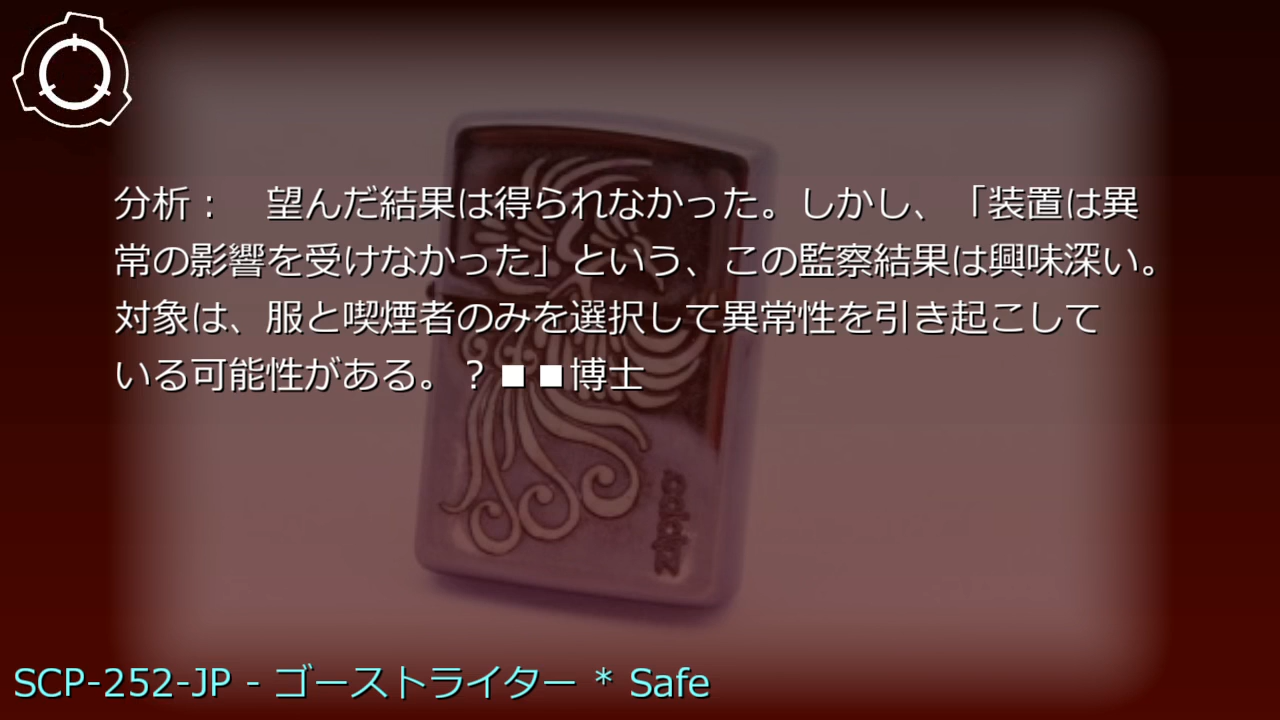 分析：　望んだ結果は得られなかった。しかし、「装置は異
常の影響を受けなかった」という、この監察結果は興味深い。
対象は、服と喫煙者のみを選択して異常性を引き起こして
いる可能性がある。？■■博士
zippo
SCP-252-JP - ゴーストライター * Safe